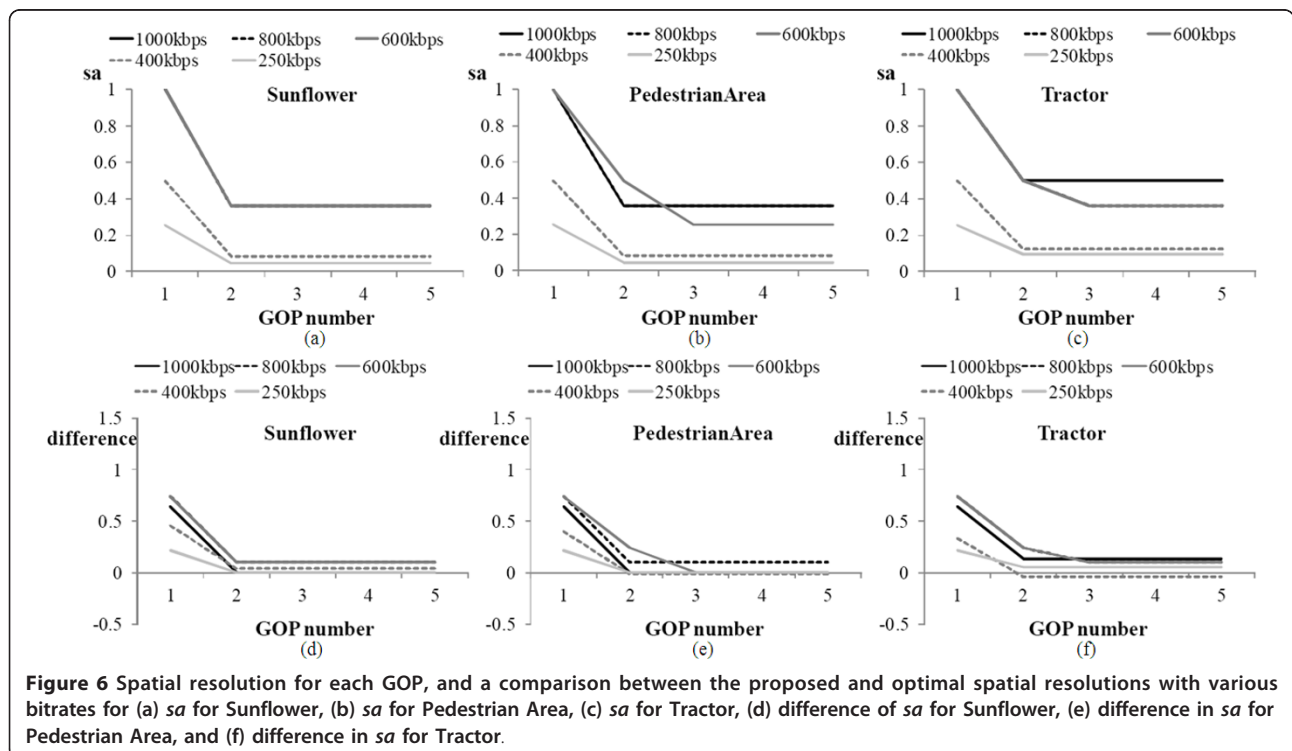 1000kbps 800kbps 600kbps
400kbps 250kbps
sa
Sunflower
1
0.8
0.6
0.4
0.2
0
1 2 3 4 5
GOP number
(a)
1000kbps 800kbps 600kbps
400kbps 250kbps
sa
PedestrianArea
1
0.8
0.6
0.4
0.2
0
1 2 3 4 5
GOP number
(b)
1000kbps 800kbps 600kbps
400kbps 250kbps
sa
Tractor
1
0.8
0.6
0.4
0.2
0
1 2 3 4 5
GOP number
(c)
1000kbps 800kbps 600kbps
400kbps 250kbps
difference
Sunflower
1.5
1
0.5
0
-0.5
1 2 3 4 5
GOP number
(d)
1000kbps 800kbps 600kbps
400kbps 250kbps
difference
PedestrianArea
1.5
1
0.5
0
-0.5
1 2 3 4 5
GOP number
(e)
1000kbps 800kbps 600kbps
400kbps 250kbps
difference
Tractor
1.5
1
0.5
0
-0.5
1 2 3 4 5
GOP number
(f)
Figure 6 Spatial resolution for each GOP, and a comparison between the proposed and optimal spatial resolutions with various
bitrates for (a) sa for Sunflower, (b) sa for Pedestrian Area, (c) sa for Tractor, (d) difference of sa for Sunflower, (e) difference in sa for
Pedestrian Area, and (f) difference in sa for Tractor.